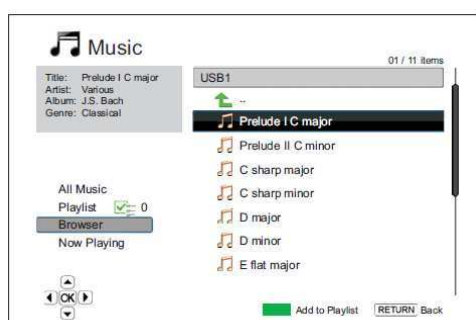 Music
01 / 11 items
Title: Prelude I C major
Artist: Various
Album: J.S. Bach
Genre: Classical
USB1
..
Prelude I C major
Prelude II C minor
C sharp major
C sharp minor
D major
D minor
E flat major
All Music
Playlist 0
Browser
Now Playing
OK
Add to Playlist RETURN Back